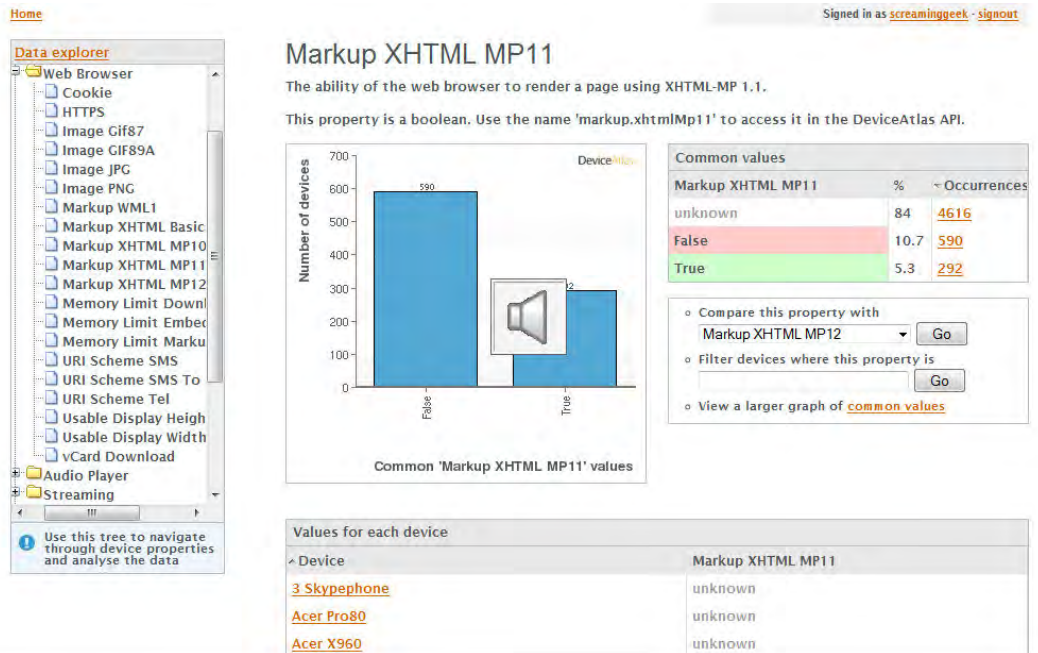 Home
Signed in as screaminggeek - signout
Data explorer
Web Browser
Cookie
HTTPS
Image Gif87
Image GIF89A
Image JPG
Image PNG
Markup WML1
Markup XHTML Basic
Markup XHTML MP10
Markup XHTML MP11
Markup XHTML MP12
Memory Limit Downl
Memory Limit Embed
Memory Limit Marku
URI Scheme SMS
URI Scheme SMS To
URI Scheme Tel
Usable Display Heigh
Usable Display Width
vCard Download
Audio Player
Streaming
Use this tree to navigate
through device properties
and analyse the data
Markup XHTML MP11
The ability of the web browser to render a page using XHTML-MP 1.1.
This property is a boolean. Use the name 'markup.xhtmlMp11' to access it in the DeviceAtlas API.
DeviceAtlas
Number of devices
700
600
500
400
300
200
100
0
590
2
False
True
Common 'Markup XHTML MP11' values
Common values
Markup XHTML MP11 % Occurrences
unknown 84 4616
False 10.7 590
True 5.3 292
Compare this property with
Markup XHTML MP12 Go
Filter devices where this property is
Go
View a larger graph of common values
Values for each device
Device Markup XHTML MP11
3 Skypephone unknown
Acer Pro80 unknown
Acer X960 unknown